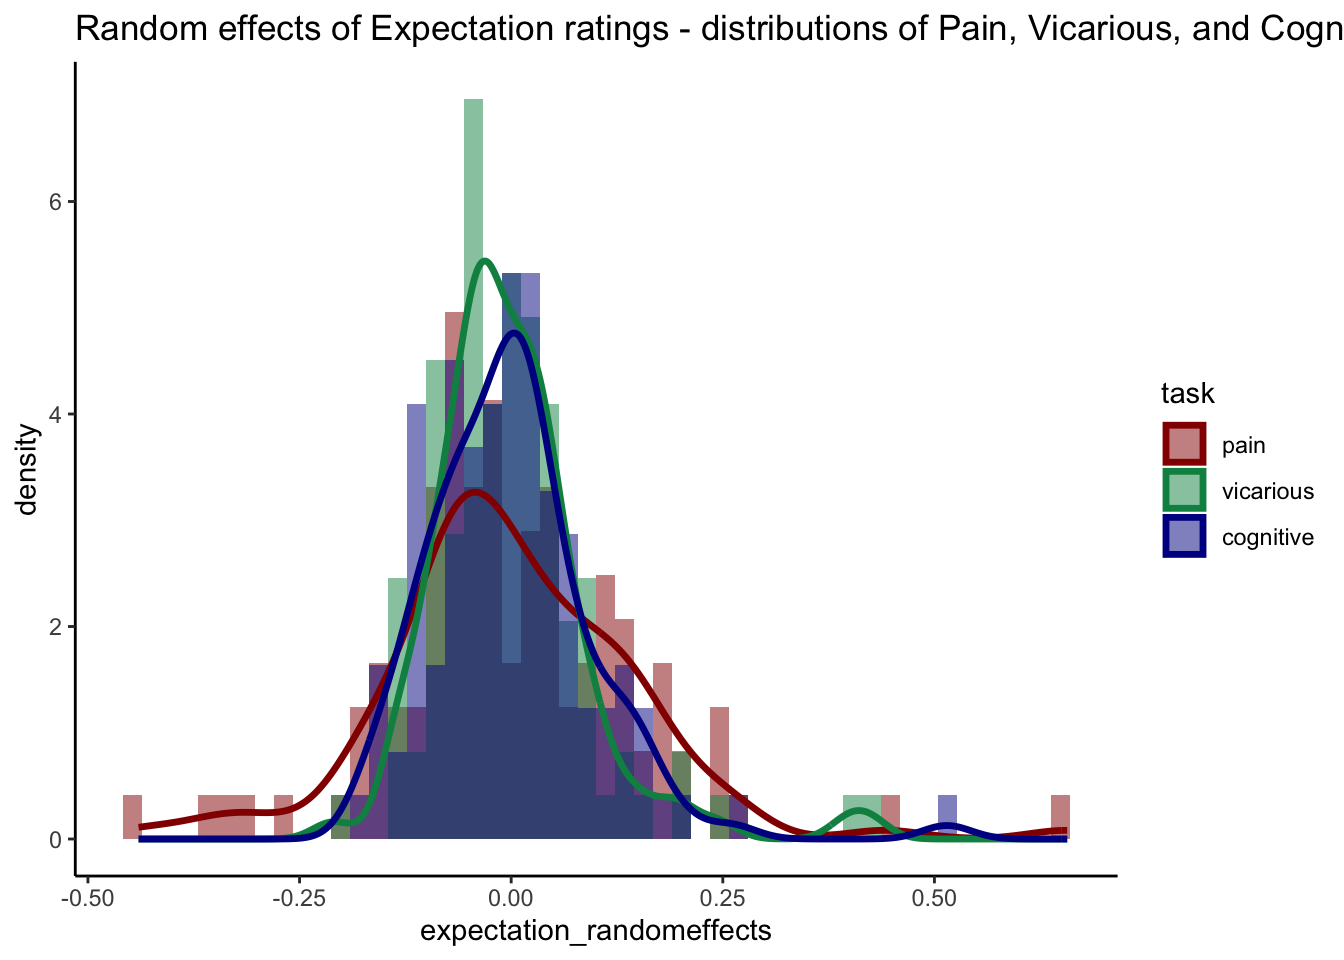 Random effects of Expectation ratings - distributions of Pain, Vicarious, and Cogn
density
6
4
2
0
-0.50
-0.25
0.00
0.25
0.50
expectation_randomeffects
task
pain
vicarious
cognitive